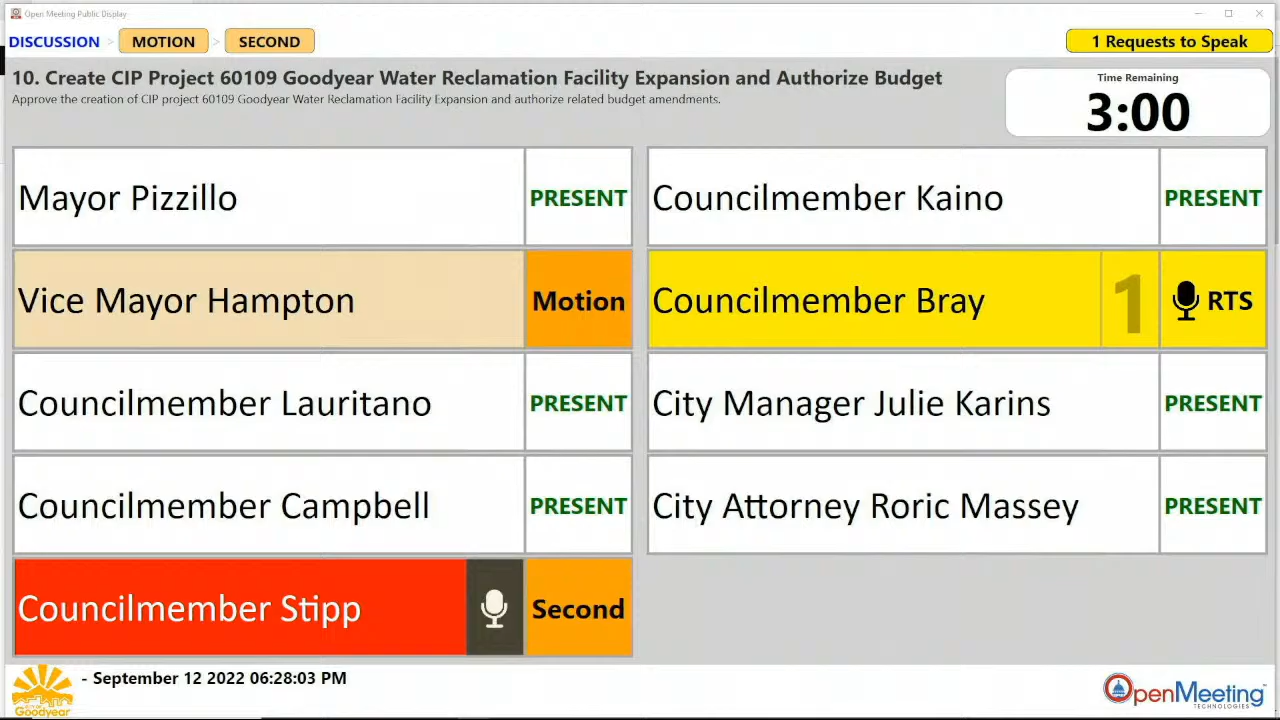 Open Meeting Public Display
DISCUSSION > MOTION > SECOND
1 Requests to Speak
10. Create CIP Project 60109 Goodyear Water Reclamation Facility Expansion and Authorize Budget
Approve the creation of CIP project 60109 Goodyear Water Reclamation Facility Expansion and authorize related budget amendments.
Time Remaining
3:00
Mayor Pizzillo PRESENT
Vice Mayor Hampton Motion
Councilmember Lauritano PRESENT
Councilmember Campbell PRESENT
Councilmember Stipp Second
Councilmember Kaino PRESENT
Councilmember Bray 1 RTS
City Manager Julie Karins PRESENT
City Attorney Roric Massey PRESENT
- September 12 2022 06:28:03 PM
Goodyear
OpenMeeting
TECHNOLOGIES